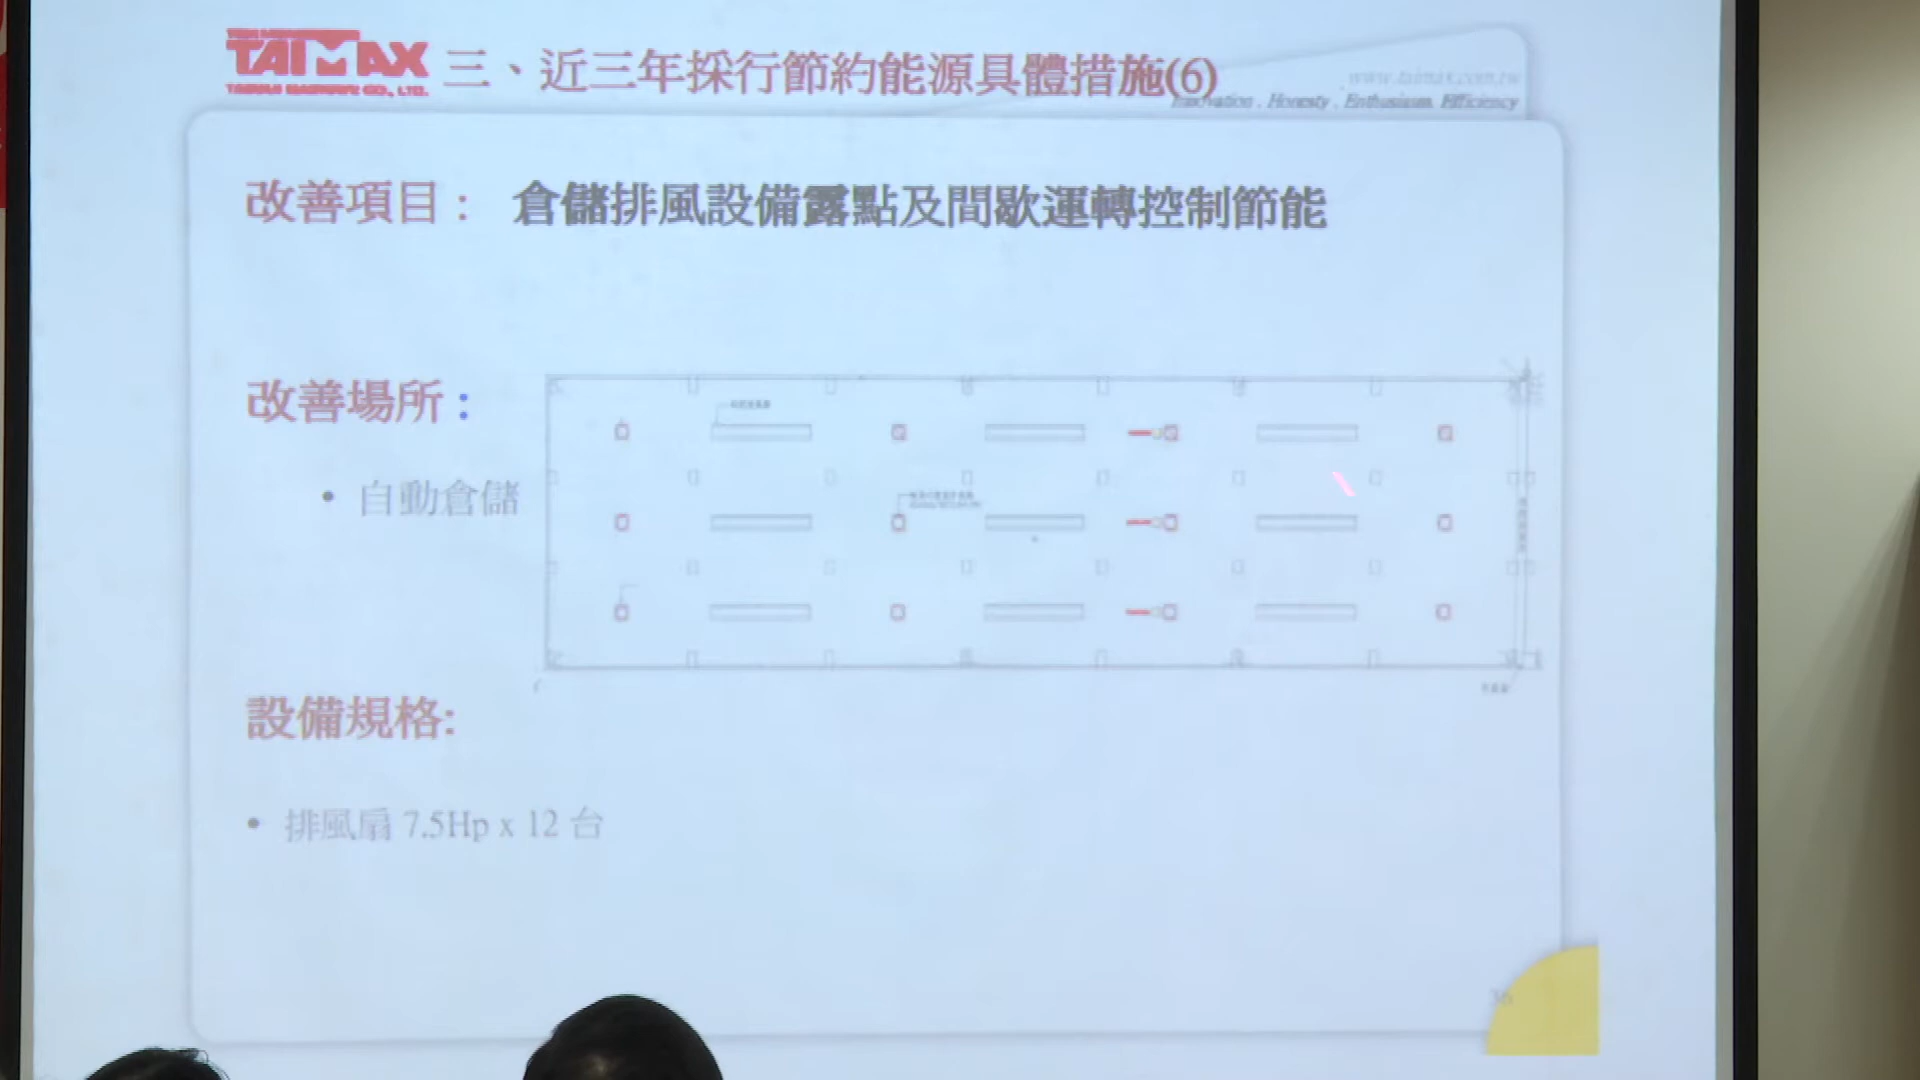 TAIMAX
三、近三年採行節約能源具體措施(6)
www.taimax.com.tw
Innovation . Honesty . Enthusiasm. Efficiency
改善項目： 倉儲排風設備露點及間歇運轉控制節能
改善場所：
• 自動倉儲
設備規格:
• 排風扇 7.5Hp x 12 台
36